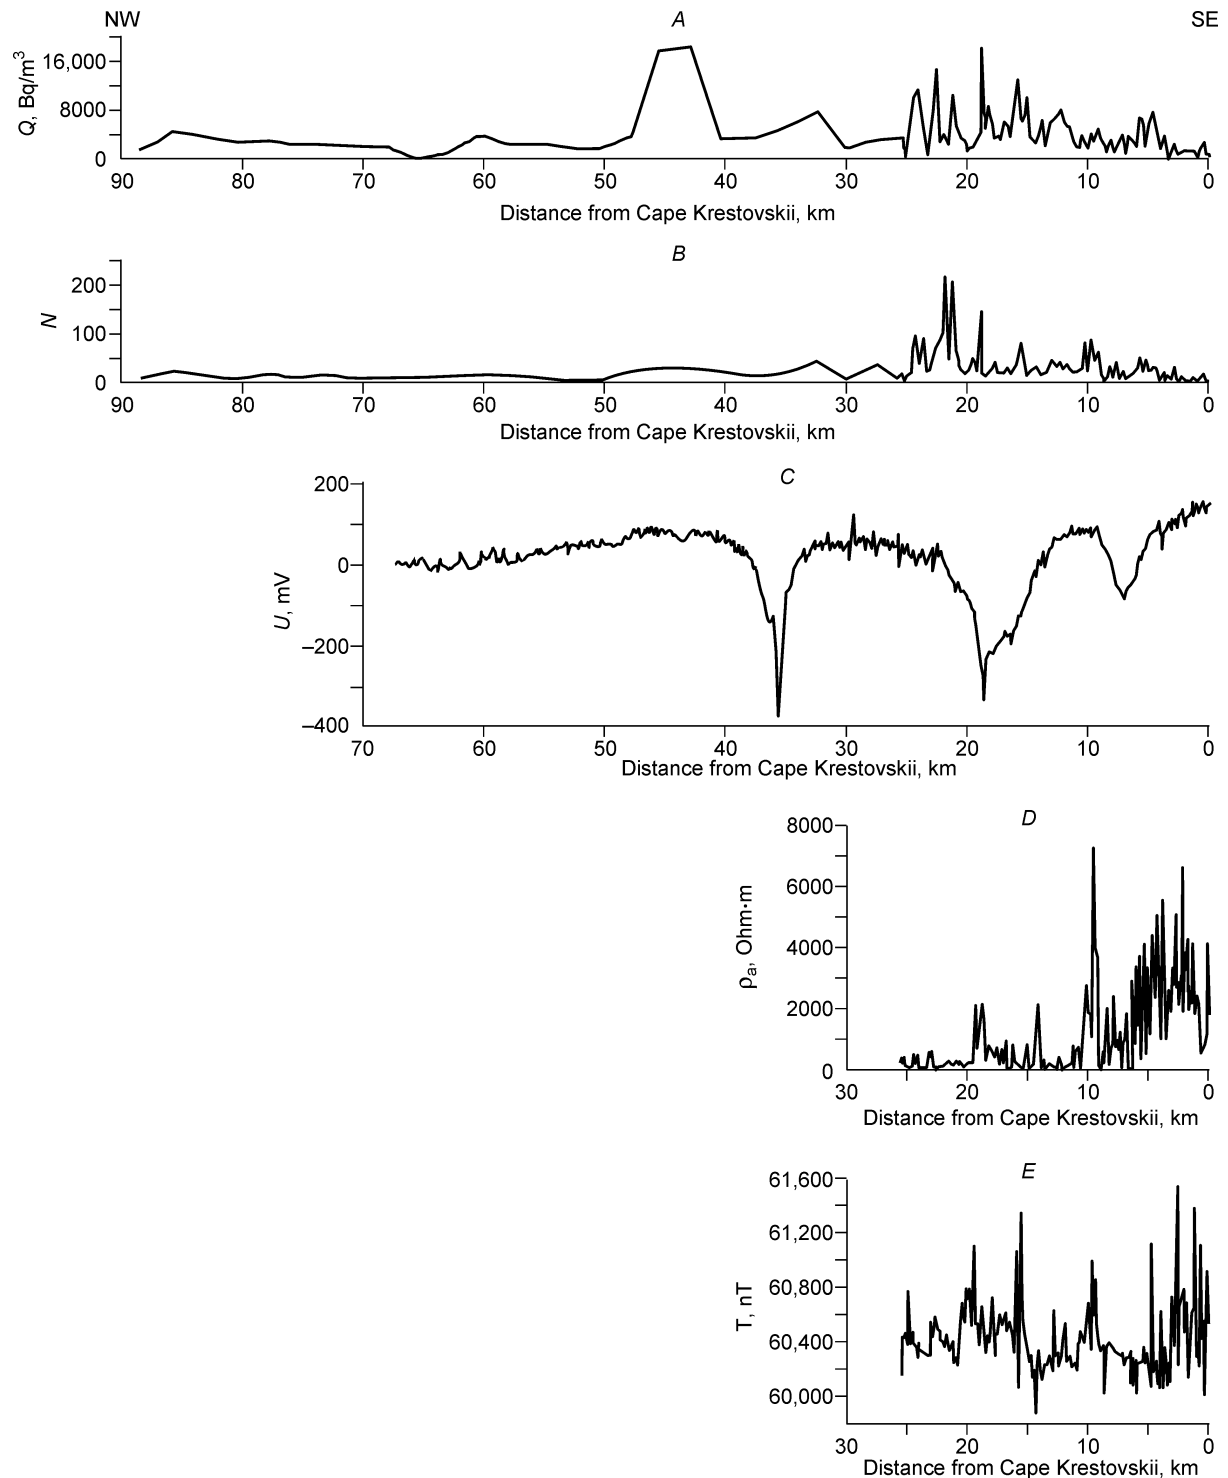 NW A SE
Q, Bq/m³
16,000
8000
0
90 80 70 60 50 40 30 20 10 0
Distance from Cape Krestovskii, km
B
N
200
100
0
90 80 70 60 50 40 30 20 10 0
Distance from Cape Krestovskii, km
C
U, mV
200
0
–200
–400
70 60 50 40 30 20 10 0
Distance from Cape Krestovskii, km
D
ρa, Ohm·m
8000
6000
4000
2000
0
30 20 10 0
Distance from Cape Krestovskii, km
E
T, nT
61,600
61,200
60,800
60,400
60,000
30 20 10 0
Distance from Cape Krestovskii, km